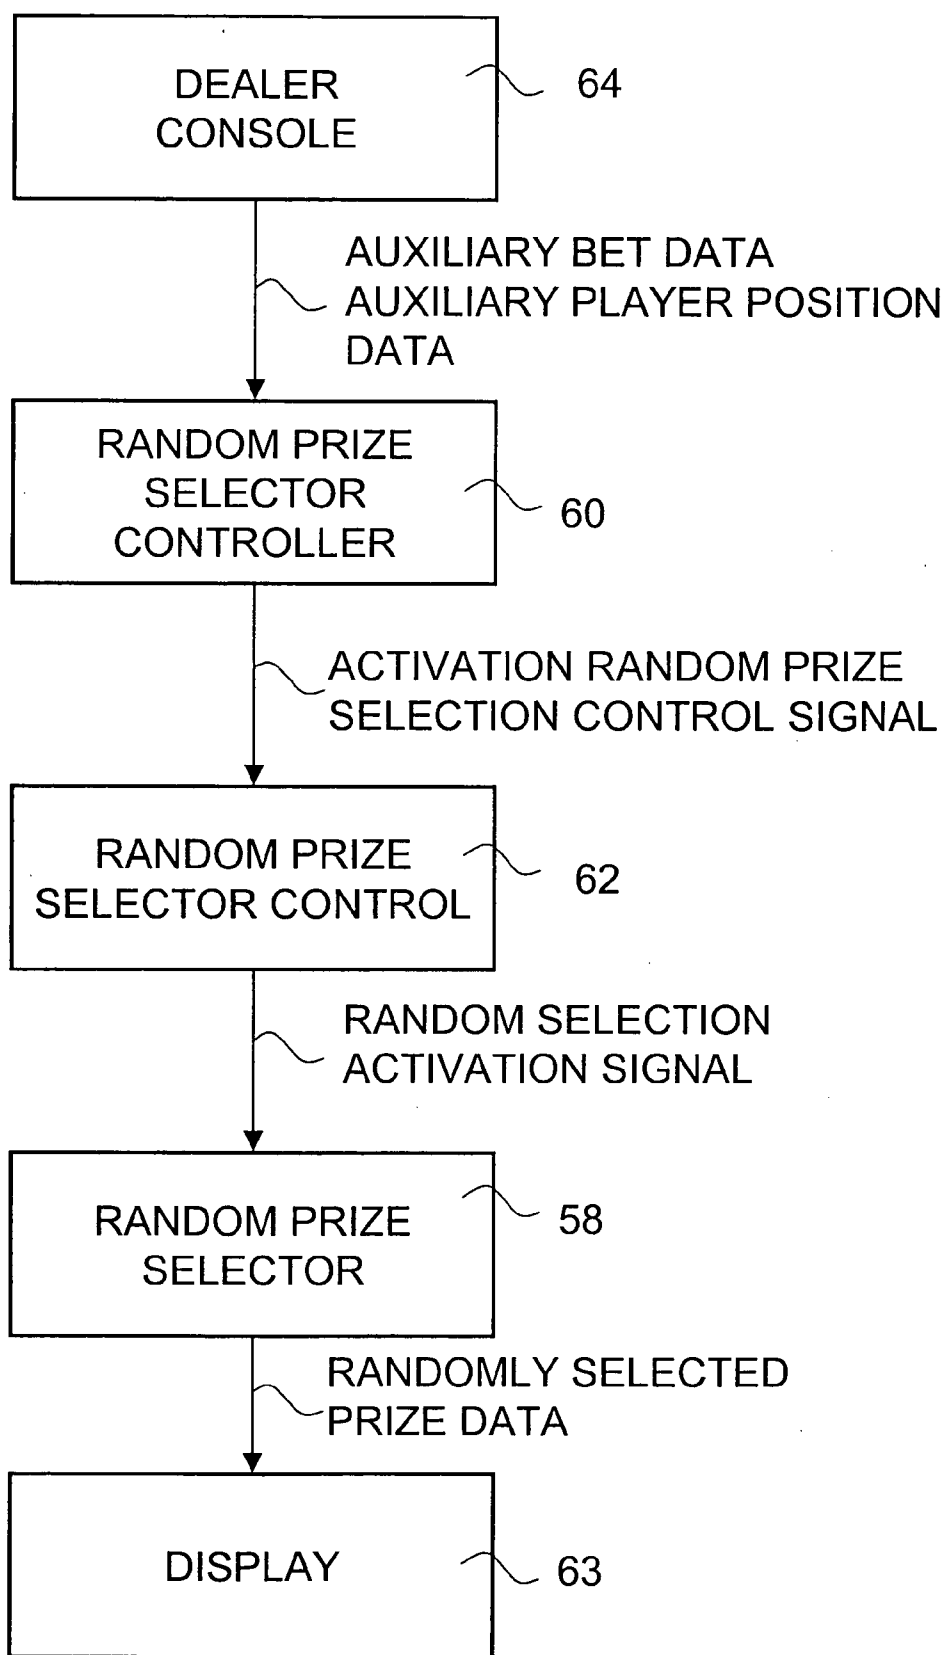 DEALER
CONSOLE
64
AUXILIARY BET DATA
AUXILIARY PLAYER POSITION
DATA
RANDOM PRIZE
SELECTOR
CONTROLLER
60
ACTIVATION RANDOM PRIZE
SELECTION CONTROL SIGNAL
RANDOM PRIZE
SELECTOR CONTROL
62
RANDOM SELECTION
ACTIVATION SIGNAL
RANDOM PRIZE
SELECTOR
58
RANDOMLY SELECTED
PRIZE DATA
DISPLAY
63